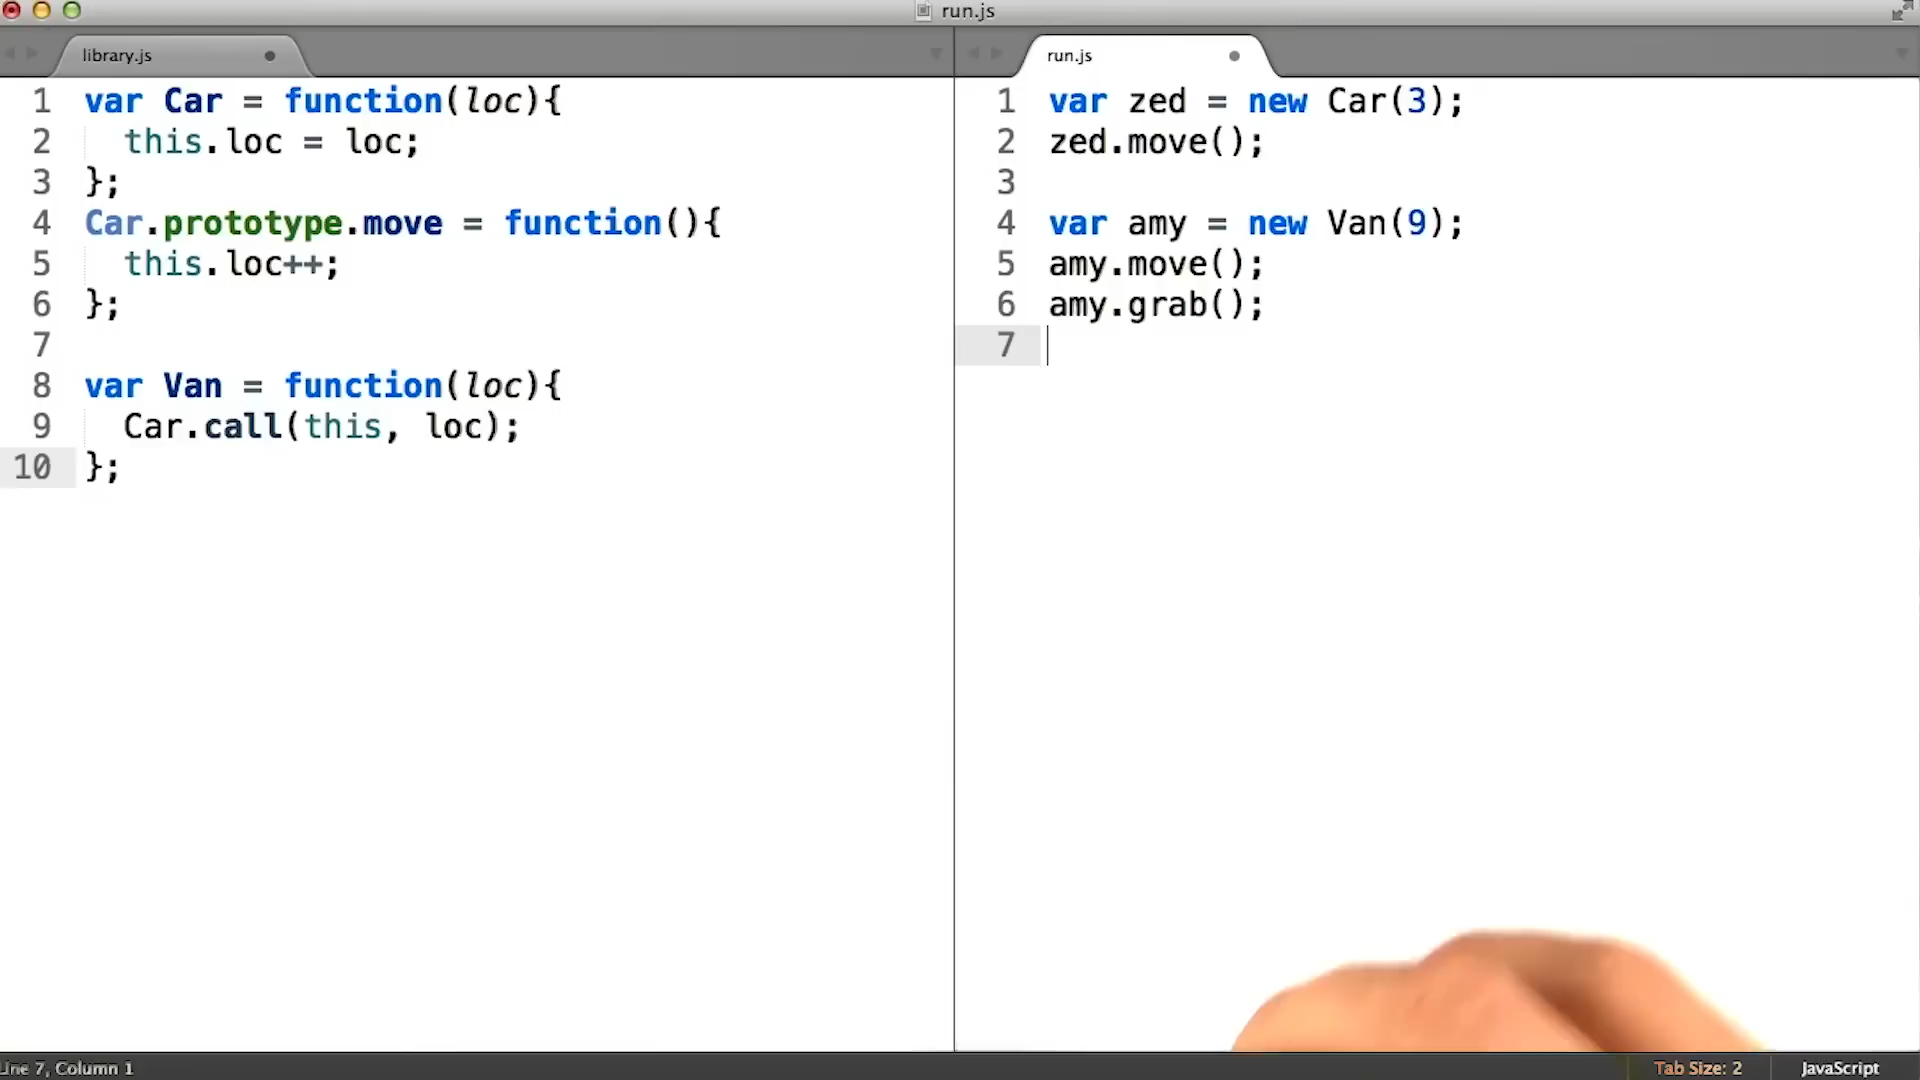 run.js
library.js
1 var Car = function(loc){
2 this.loc = loc;
3 };
4 Car.prototype.move = function(){
5 this.loc++;
6 };
7
8 var Van = function(loc){
9 Car.call(this, loc);
10 };
run.js
1 var zed = new Car(3);
2 zed.move();
3
4 var amy = new Van(9);
5 amy.move();
6 amy.grab();
7
Line 7, Column 1
Tab Size: 2
JavaScript